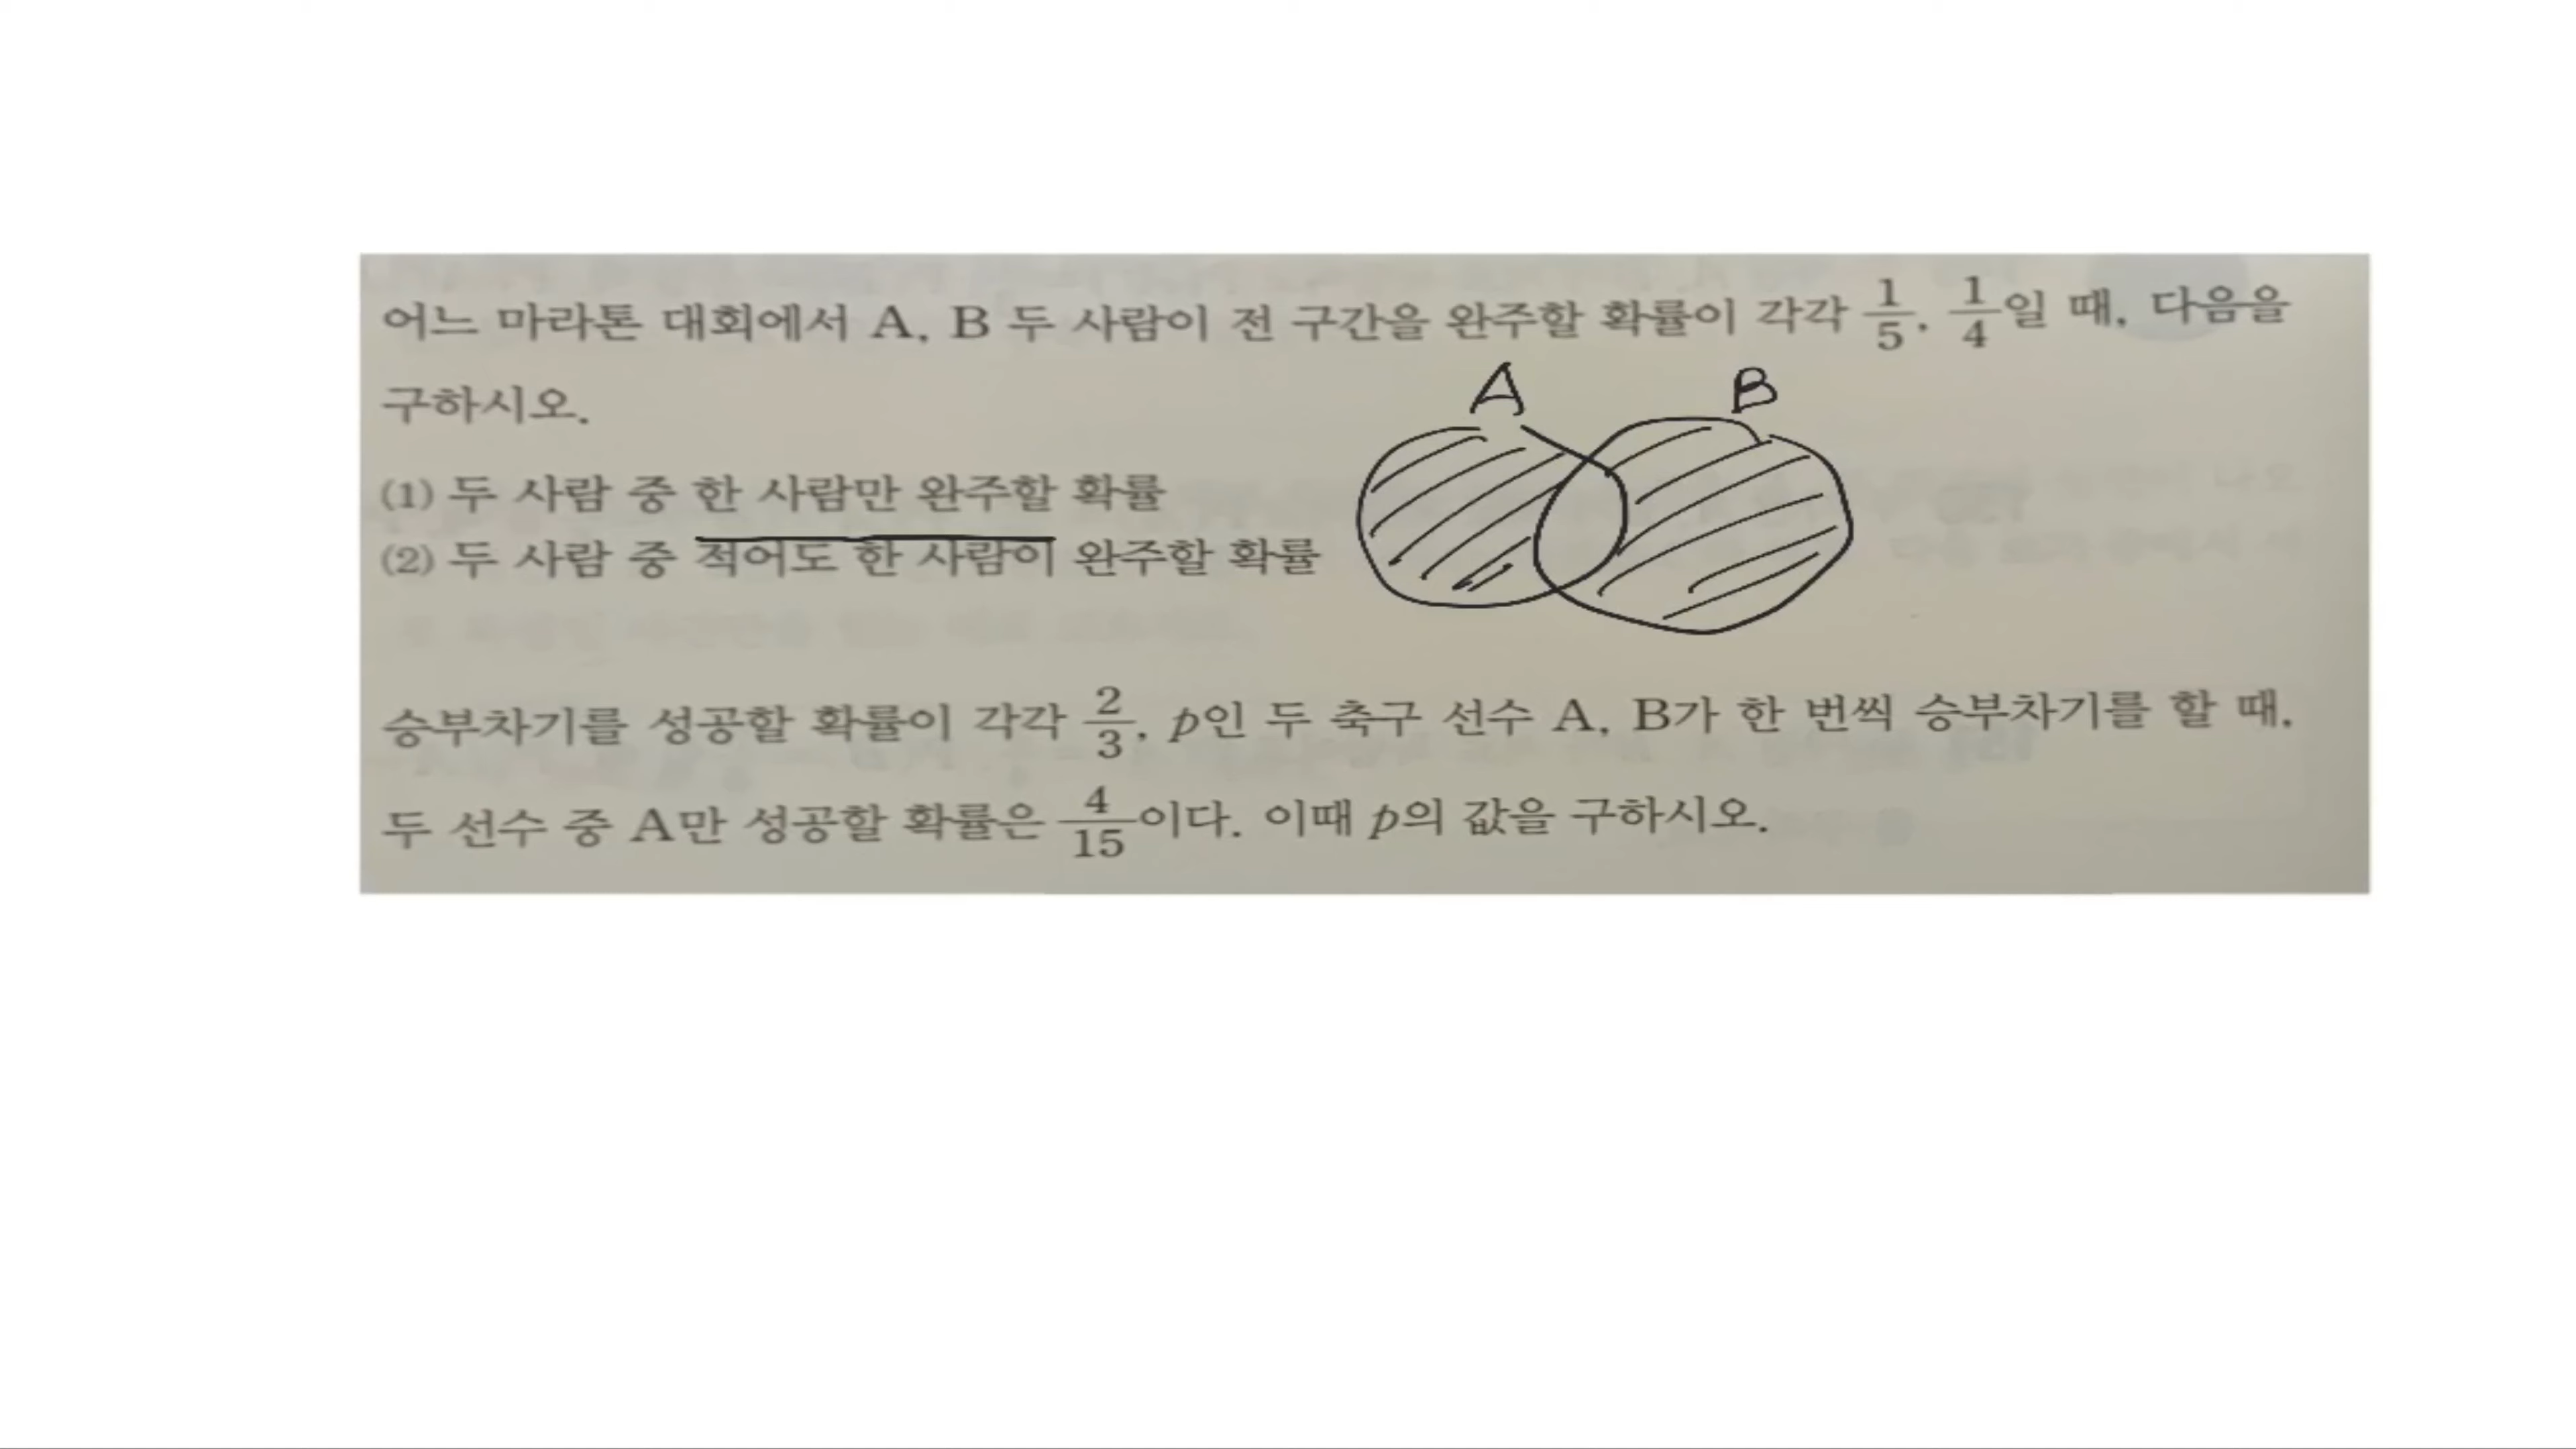 어느 마라톤 대회에서 A, B 두 사람이 전 구간을 완주할 확률이 각각 1/5, 1/4일 때, 다음을
구하시오.
A B
(1) 두 사람 중 한 사람만 완주할 확률
(2) 두 사람 중 적어도 한 사람이 완주할 확률
승부차기를 성공할 확률이 각각 2/3, p인 두 축구 선수 A, B가 한 번씩 승부차기를 할 때,
두 선수 중 A만 성공할 확률은 4/15이다. 이때 p의 값을 구하시오.